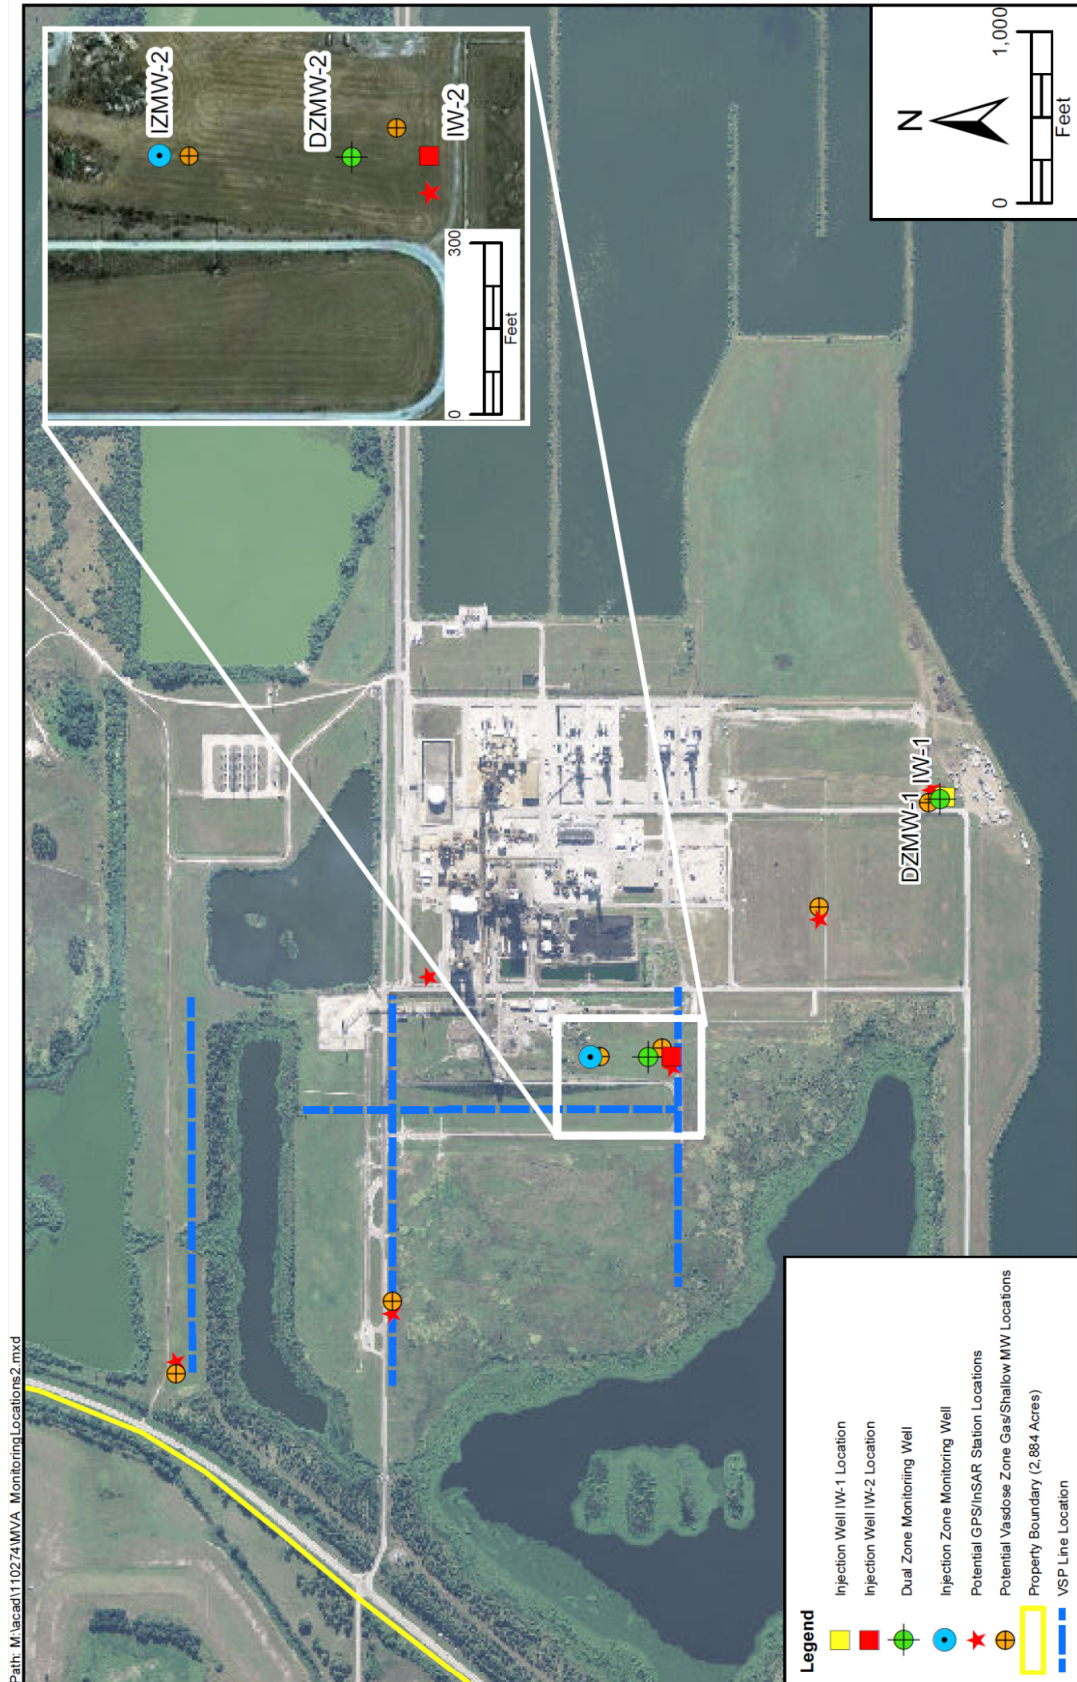 Path: M:\acad\110274\MVA_MonitoringLocations2.mxd
IZMW-2
DZMW-2
IW-2
0
300
Feet
N
0
1,000
Feet
DZMW-1
IW-1
Legend
Injection Well IW-1 Location
Injection Well IW-2 Location
Dual Zone Monitoriing Well
Injection Zone Monitoring Well
Potential GPS/InSAR Station Locations
Potential Vasdose Zone Gas/Shallow MW Locations
Property Boundary (2,884 Acres)
VSP Line Location